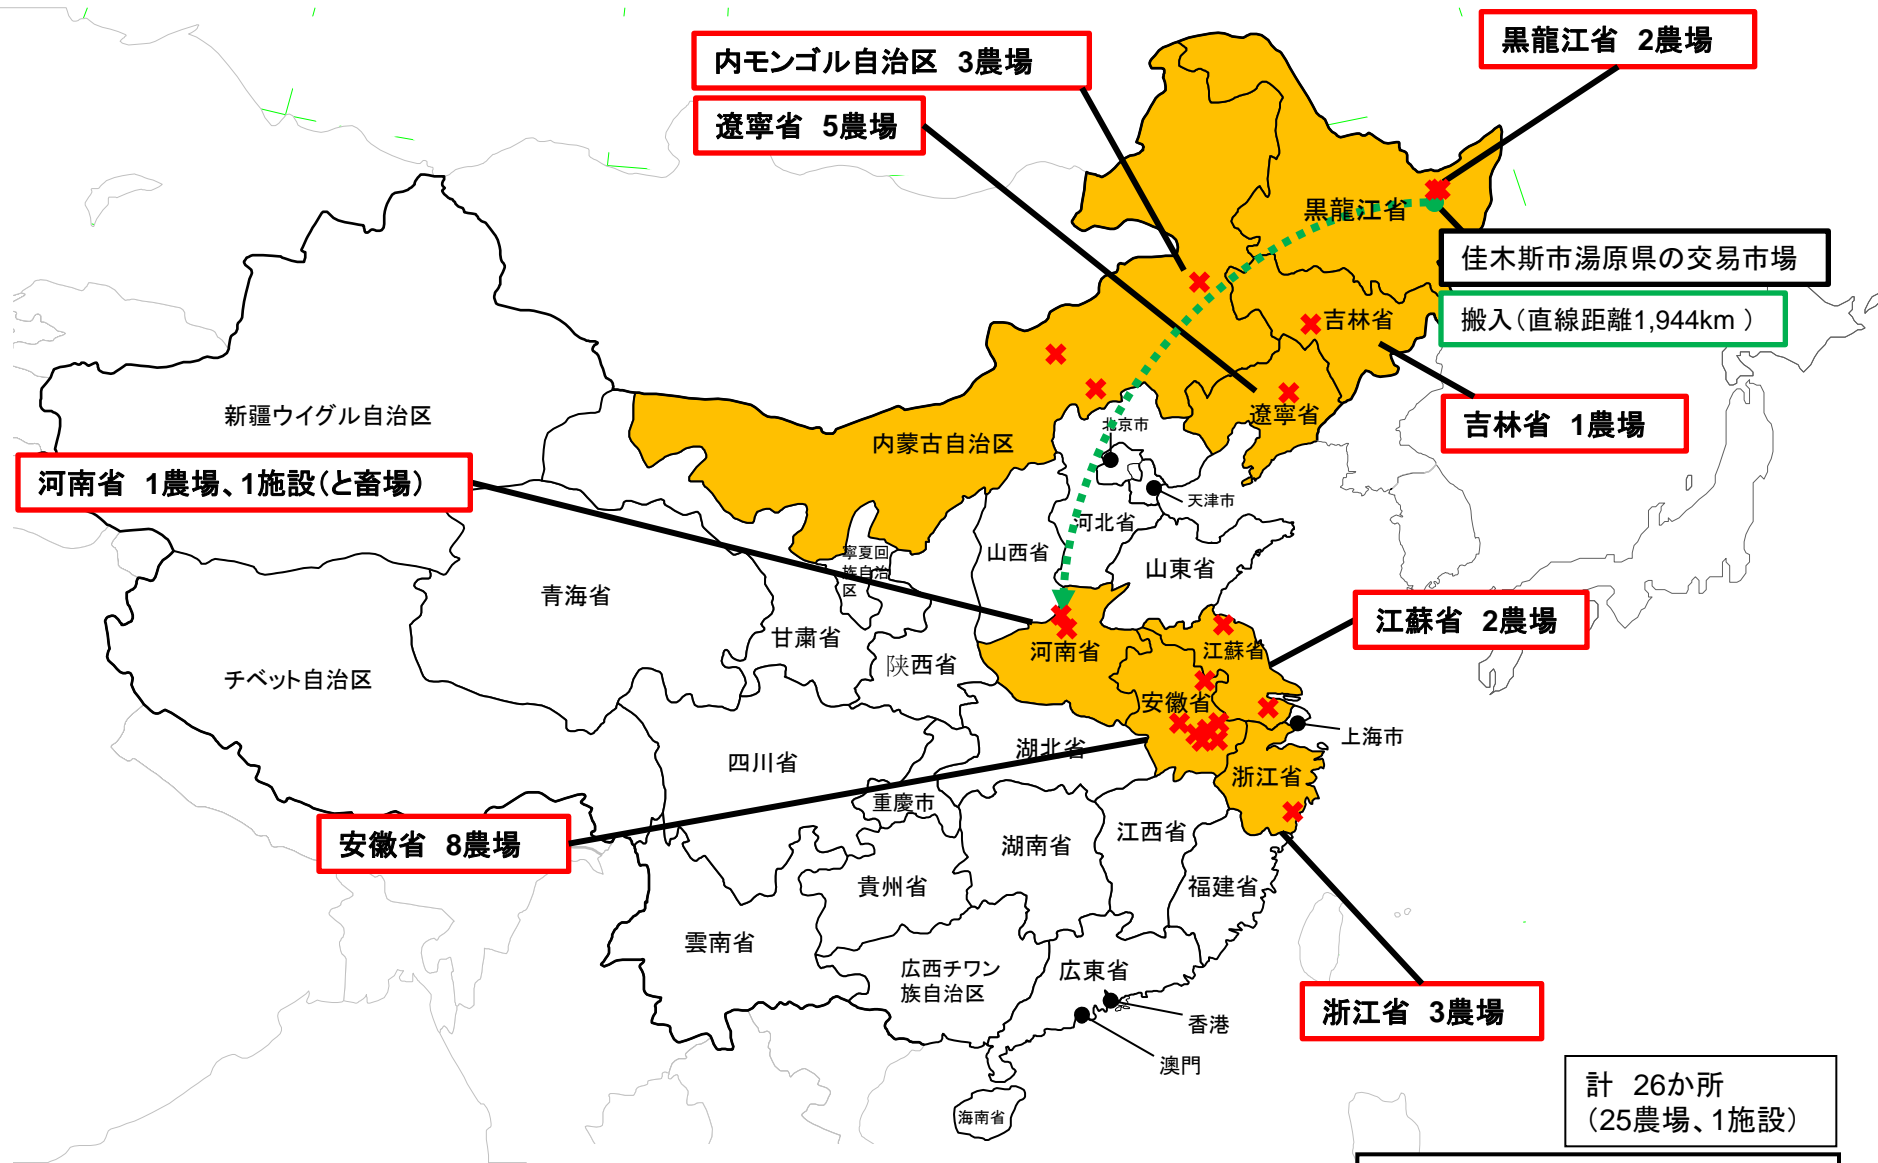 黒龍江省 2農場
内モンゴル自治区 3農場
遼寧省 5農場
黒龍江省
佳木斯市湯原県の交易市場
搬入(直線距離1,944km )
吉林省
吉林省 1農場
遼寧省
新疆ウイグル自治区
北京市
内蒙古自治区
河南省 1農場、1施設(と畜場)
天津市
河北省
山西省
寧夏回
族自治
区
山東省
青海省
甘粛省
陕西省
河南省
江蘇省
江蘇省 2農場
チベット自治区
安徽省
上海市
湖北省
四川省
浙江省
重慶市
安徽省 8農場
湖南省
江西省
貴州省
福建省
雲南省
広西チワン
族自治区
広東省
浙江省 3農場
香港
澳門
海南省
計 26か所
(25農場、1施設)